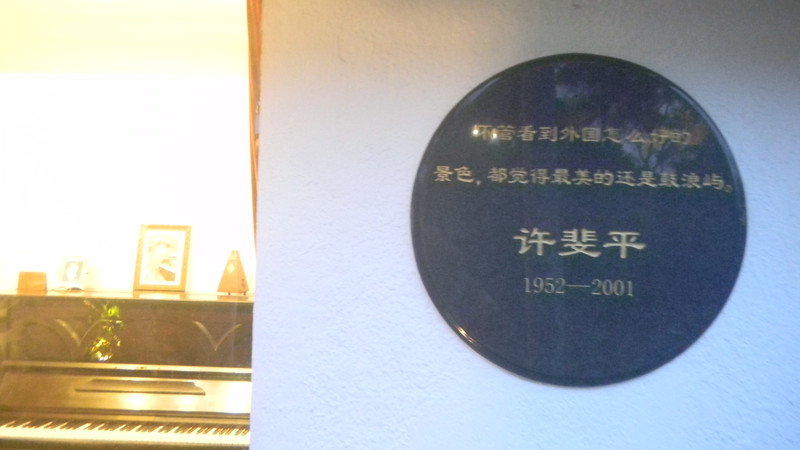 不管看到外国怎么好的
景色，都觉得最美的还是鼓浪屿。
许斐平
1952—2001